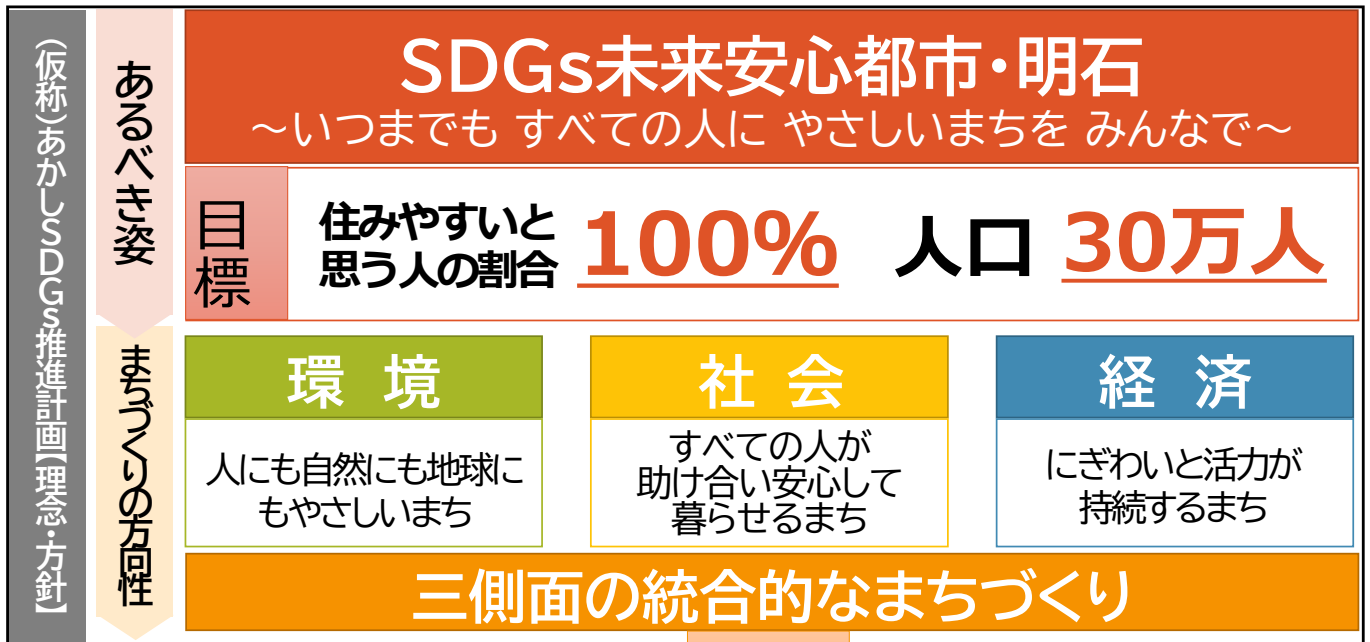 (仮称)あかしSDGs推進計画【理念・方針】
あるべき姿
SDGs未来安心都市・明石
～いつまでも すべての人に やさしいまちを みんなで～
目標
住みやすいと
思う人の割合
100%
人口
30万人
まちづくりの方向性
環 境
人にも自然にも地球に
もやさしいまち
社 会
すべての人が
助け合い安心して
暮らせるまち
経 済
にぎわいと活力が
持続するまち
三側面の統合的なまちづくり